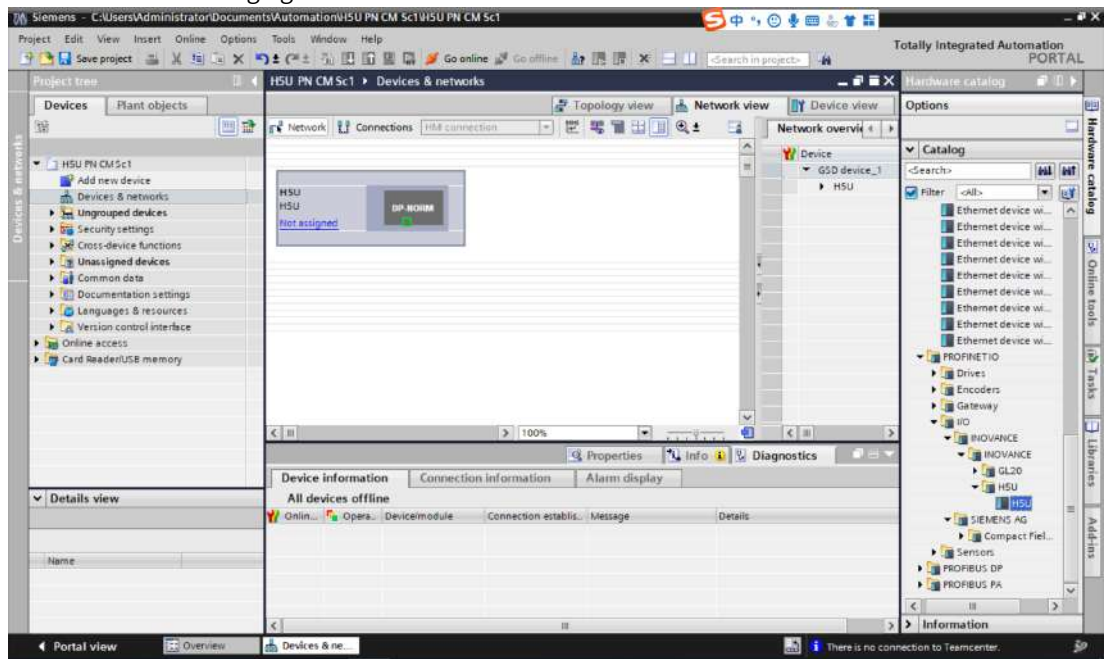 Siemens - C:\Users\Administrator\Documents\Automation\H5U PN CM Sc1\H5U PN CM Sc1
Project Edit View Insert Online Options Tools Window Help
Totally Integrated Automation
PORTAL
Save project
Go online
Go offline
<Search in project>
Project tree
H5U PN CM Sc1 Devices & networks
Hardware catalog
Devices
Plant objects
Topology view
Network view
Device view
Options
Network
Connections
HMI connection
Network overvie
Device
GSD device_1
H5U
H5U
H5U
Not assigned
DP-NORM
H5U PN CM Sc1
Add new device
Devices & networks
Ungrouped devices
Security settings
Cross-device functions
Unassigned devices
Common data
Documentation settings
Languages & resources
Version control interface
Online access
Card Reader/USB memory
Catalog
<Search>
Filter
<All>
Ethernet device wi...
Ethernet device wi...
Ethernet device wi...
Ethernet device wi...
Ethernet device wi...
Ethernet device wi...
Ethernet device wi...
Ethernet device wi...
Ethernet device wi...
PROFINET IO
Drives
Encoders
Gateway
I/O
INOVANCE
INOVANCE
GL20
H5U
H5U
SIEMENS AG
Compact Fiel...
Sensors
PROFIBUS DP
PROFIBUS PA
Information
100%
Properties
Info
Diagnostics
Device information
Connection information
Alarm display
All devices offline
Onlin...
Opera...
Device/module
Connection establis...
Message
Details
Details view
Name
Devices & networks
Hardware catalog
Online tools
Tasks
Libraries
Add-ins
Portal view
Overview
Devices & ne...
There is no connection to Teamcenter.